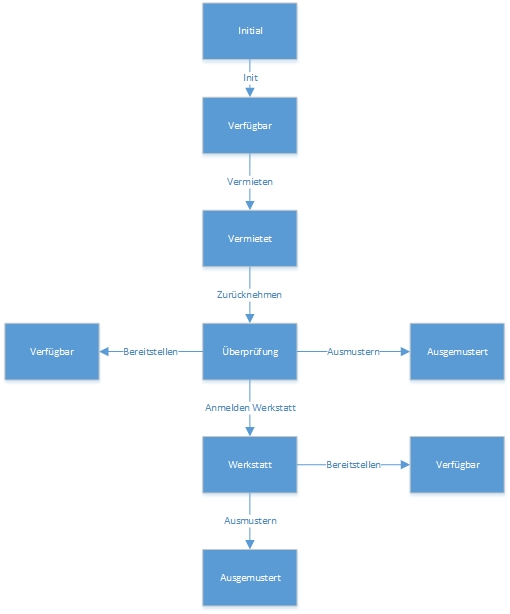 Initial
Init
Verfügbar
Vermieten
Vermietet
Zurücknehmen
Verfügbar
Bereitstellen
Überprüfung
Ausmustern
Ausgemustert
Anmelden Werkstatt
Werkstatt
Bereitstellen
Verfügbar
Ausmustern
Ausgemustert